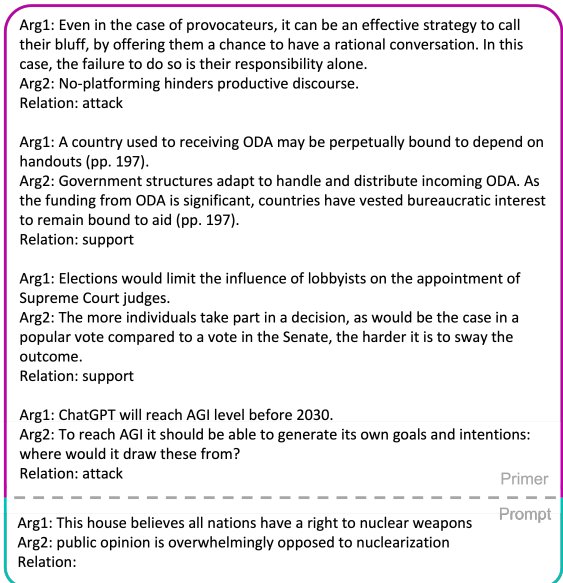 Arg1: Even in the case of provocateurs, it can be an effective strategy to call
their bluff, by offering them a chance to have a rational conversation. In this
case, the failure to do so is their responsibility alone.
Arg2: No-platforming hinders productive discourse.
Relation: attack
Arg1: A country used to receiving ODA may be perpetually bound to depend on
handouts (pp. 197).
Arg2: Government structures adapt to handle and distribute incoming ODA. As
the funding from ODA is significant, countries have vested bureaucratic interest
to remain bound to aid (pp. 197).
Relation: support
Arg1: Elections would limit the influence of lobbyists on the appointment of
Supreme Court judges.
Arg2: The more individuals take part in a decision, as would be the case in a
popular vote compared to a vote in the Senate, the harder it is to sway the
outcome.
Relation: support
Arg1: ChatGPT will reach AGI level before 2030.
Arg2: To reach AGI it should be able to generate its own goals and intentions:
where would it draw these from?
Relation: attack
Primer
Prompt
Arg1: This house believes all nations have a right to nuclear weapons
Arg2: public opinion is overwhelmingly opposed to nuclearization
Relation: